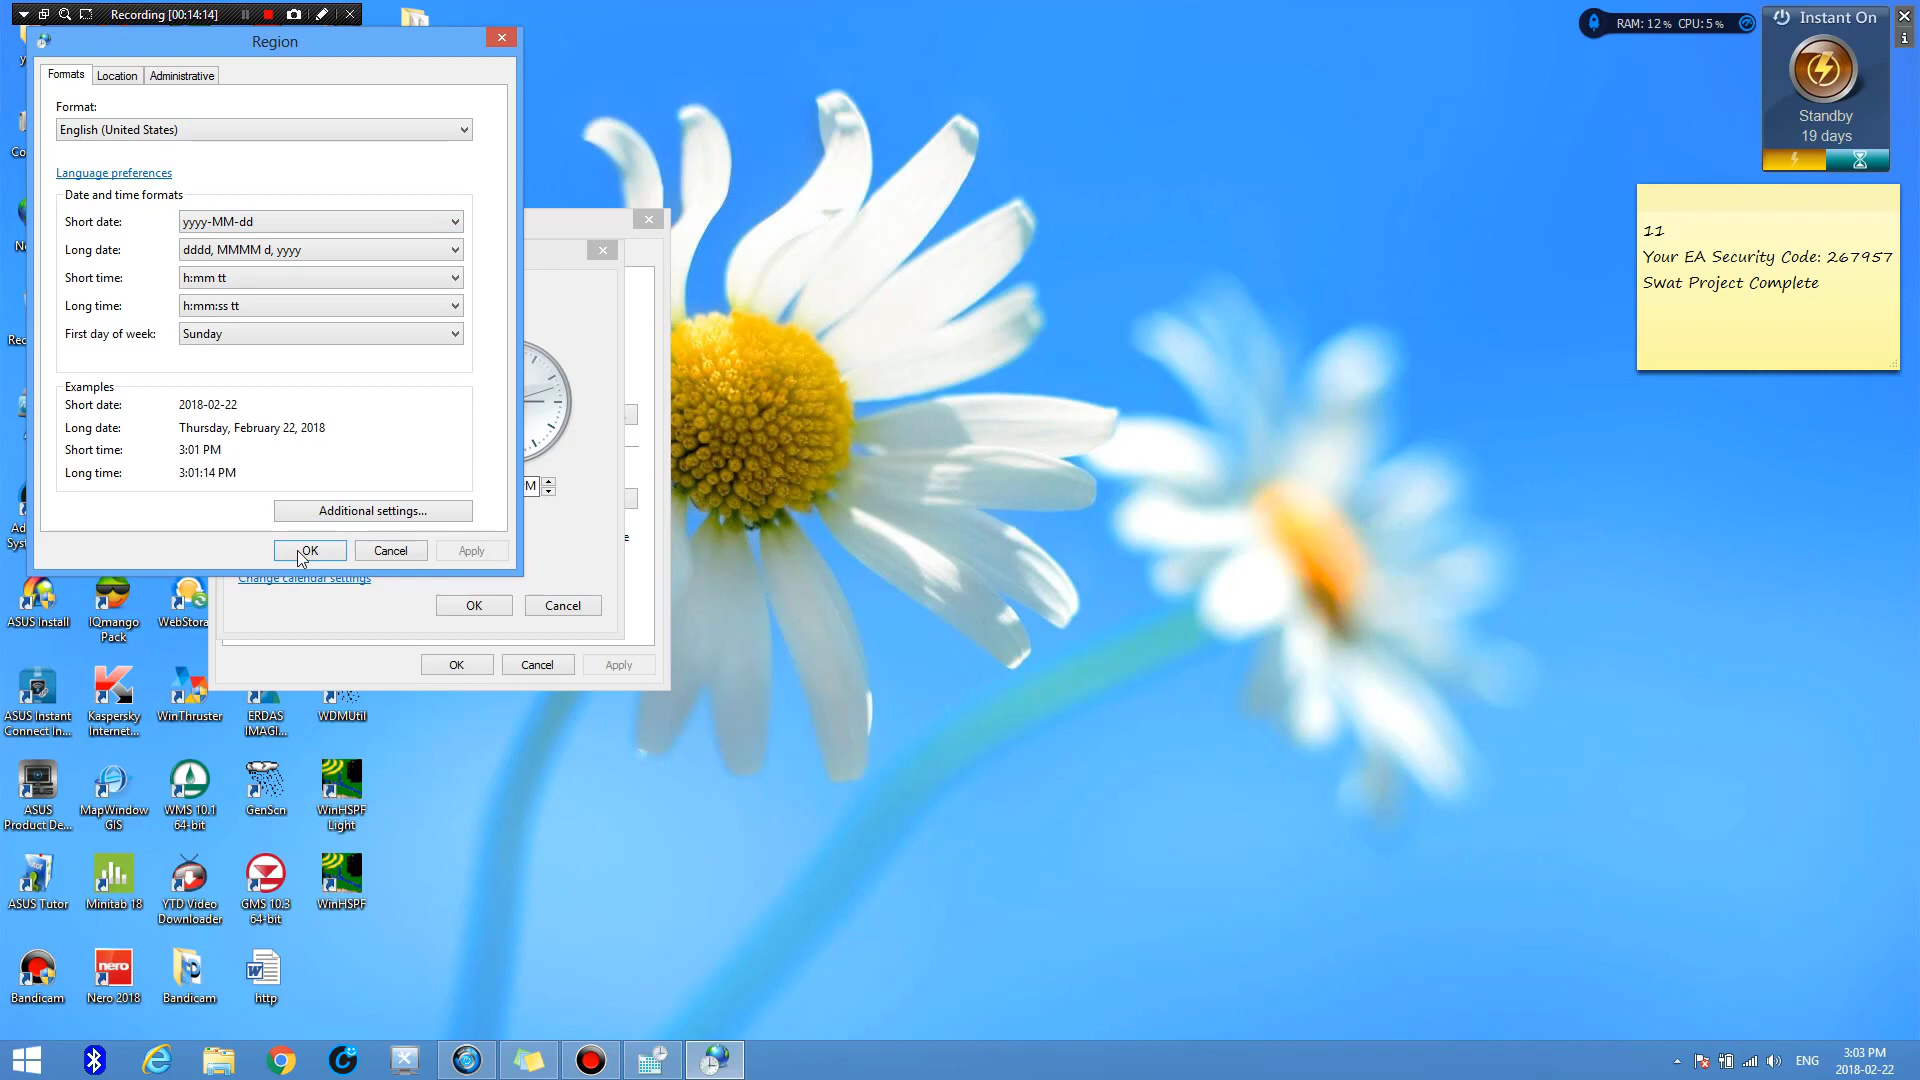 Recording [00:14:14]
Region
Formats
Location
Administrative
Format:
English (United States)
Language preferences
Date and time formats
Short date:
yyyy-MM-dd
Long date:
dddd, MMMM d, yyyy
Short time:
h:mm tt
Long time:
h:mm:ss tt
First day of week:
Sunday
Examples
Short date:
2018-02-22
Long date:
Thursday, February 22, 2018
Short time:
3:01 PM
Long time:
3:01:14 PM
Additional settings...
OK
Cancel
Apply
Change calendar settings
OK
Cancel
OK
Cancel
Apply
RAM: 12 % CPU: 5 %
Instant On
Standby
19 days
11
Your EA Security Code: 267957
Swat Project Complete
ASUS Install
IQmango
Pack
ASUS Instant
Connect In...
Kaspersky
Internet...
WinThruster
ERDAS
IMAGI...
WDMUtil
ASUS
Product De...
MapWindow
GIS
WMS 10.1
64-bit
GenScn
WinHSPF
Light
ASUS Tutor
Minitab 18
YTD Video
Downloader
GMS 10.3
64-bit
WinHSPF
Bandicam
nero
Nero 2018
Bandicam
http
ENG
3:03 PM
2018-02-22